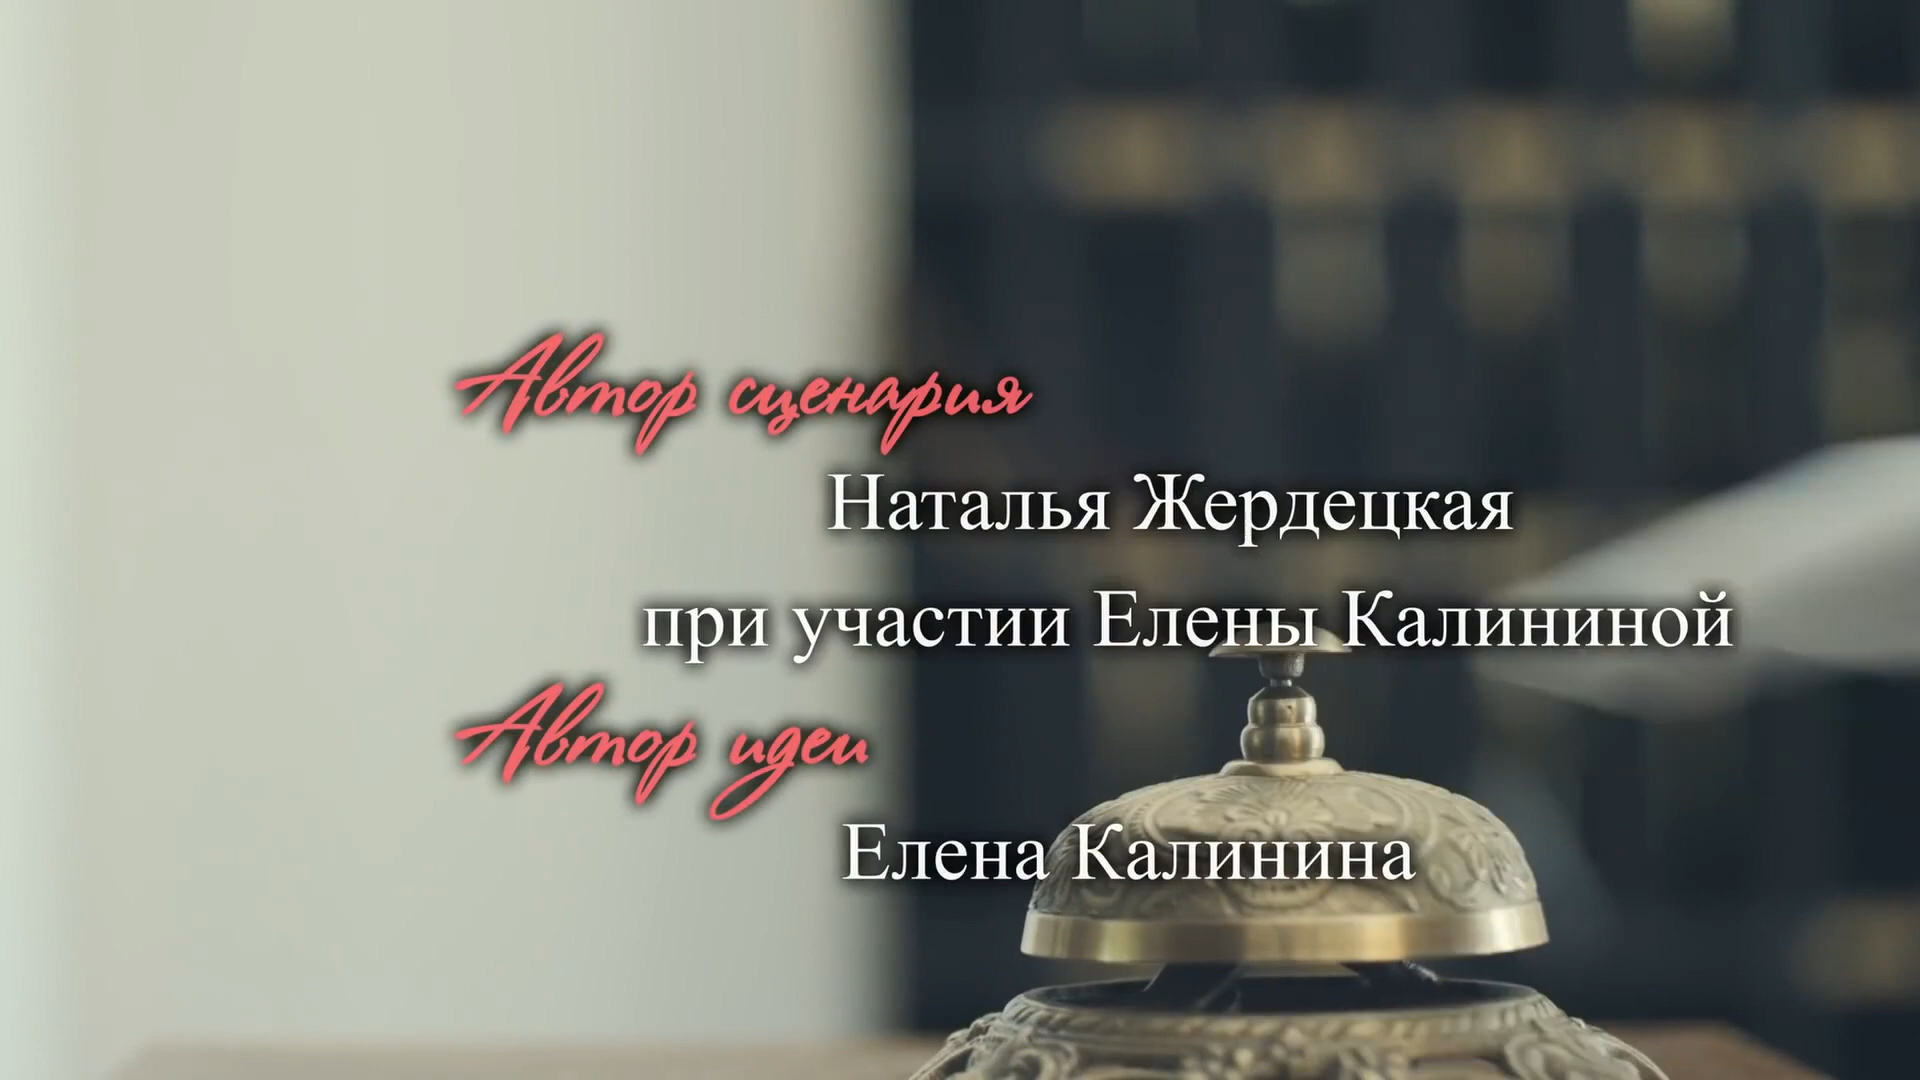 Автор сценария
Наталья Жердецкая
при участии Елены Калининой
Автор идеи
Елена Калинина